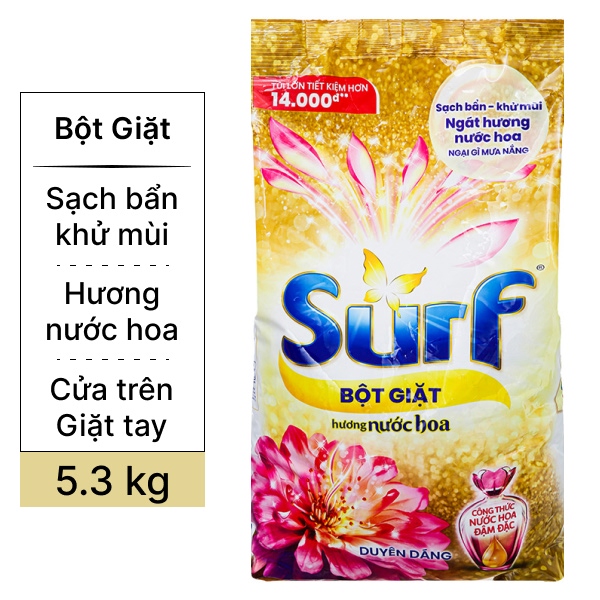 Bột Giặt
Sạch bẩn
khử mùi
Hương
nước hoa
Cửa trên
Giặt tay
5.3 kg
TÚI LỚN TIẾT KIỆM HƠN
14.000đ**
Sạch bẩn - khử mùi
Ngát hương
nước hoa
NGẠI GÌ MƯA NẮNG
Surf®
BỘT GIẶT
hương nước hoa
CÔNG THỨC
NƯỚC HOA
ĐẬM ĐẶC
DUYÊN DÁNG